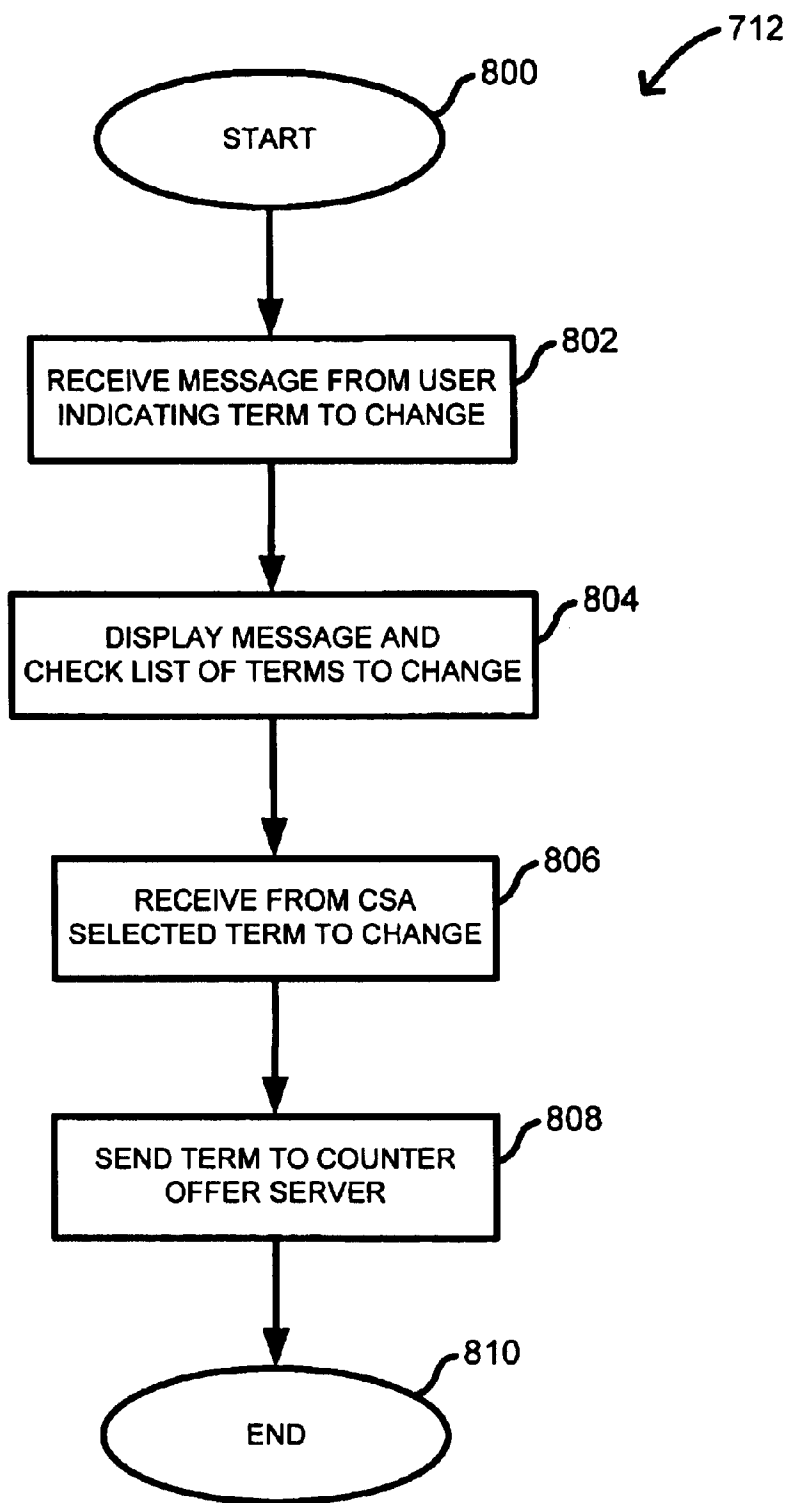 712
800
START
802
RECEIVE MESSAGE FROM USER
INDICATING TERM TO CHANGE
804
DISPLAY MESSAGE AND
CHECK LIST OF TERMS TO CHANGE
806
RECEIVE FROM CSA
SELECTED TERM TO CHANGE
808
SEND TERM TO COUNTER
OFFER SERVER
810
END